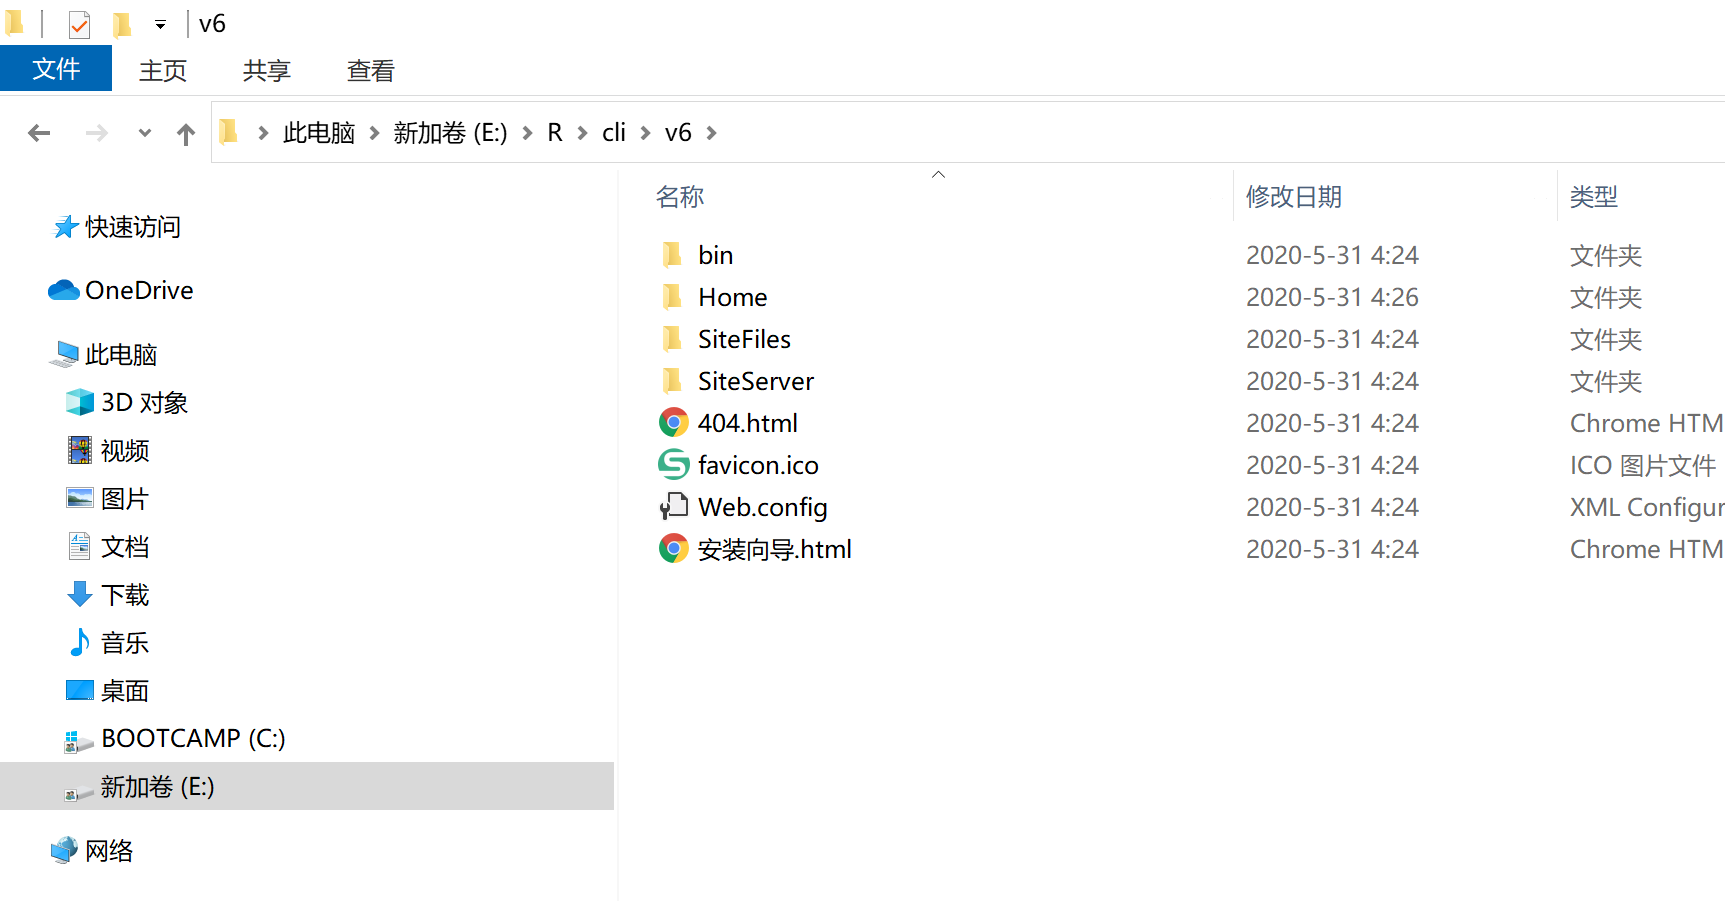 v6
文件 主页 共享 查看
此电脑 新加卷 (E:) R cli v6
名称 修改日期 类型
快速访问
OneDrive
此电脑
3D 对象
视频
图片
文档
下载
音乐
桌面
BOOTCAMP (C:)
新加卷 (E:)
网络
bin 2020-5-31 4:24 文件夹
Home 2020-5-31 4:26 文件夹
SiteFiles 2020-5-31 4:24 文件夹
SiteServer 2020-5-31 4:24 文件夹
404.html 2020-5-31 4:24 Chrome HTM
favicon.ico 2020-5-31 4:24 ICO 图片文件
Web.config 2020-5-31 4:24 XML Configur
安装向导.html 2020-5-31 4:24 Chrome HTM